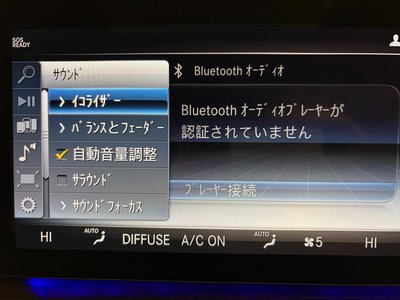 SOS
READY
サウンド
Bluetooth オーディオ
イコライザー
バランスとフェーダー
自動音量調整
サラウンド
サウンドフォーカス
Bluetooth オーディオプレーヤーが
認証されていません
プレーヤー接続
HI AUTO DIFFUSE A/C ON AUTO 5 HI